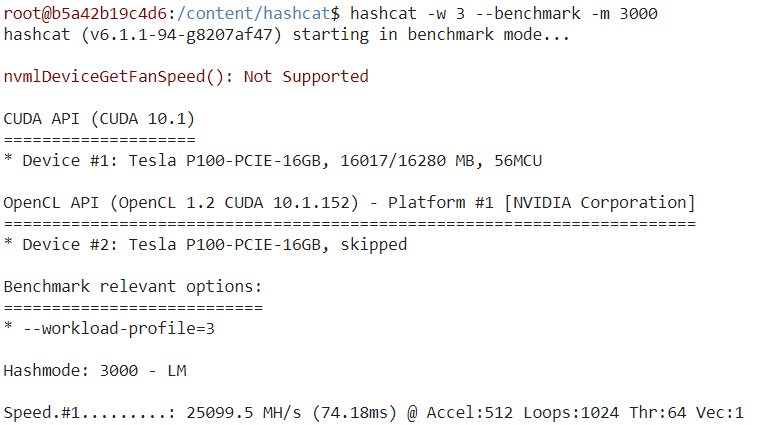 root@b5a42b19c4d6:/content/hashcat$ hashcat -w 3 --benchmark -m 3000
hashcat (v6.1.1-94-g8207af47) starting in benchmark mode...
nvmlDeviceGetFanSpeed(): Not Supported
CUDA API (CUDA 10.1)
====================
* Device #1: Tesla P100-PCIE-16GB, 16017/16280 MB, 56MCU
OpenCL API (OpenCL 1.2 CUDA 10.1.152) - Platform #1 [NVIDIA Corporation]
========================================================================
* Device #2: Tesla P100-PCIE-16GB, skipped
Benchmark relevant options:
===========================
* --workload-profile=3
Hashmode: 3000 - LM
Speed.#1.........: 25099.5 MH/s (74.18ms) @ Accel:512 Loops:1024 Thr:64 Vec:1